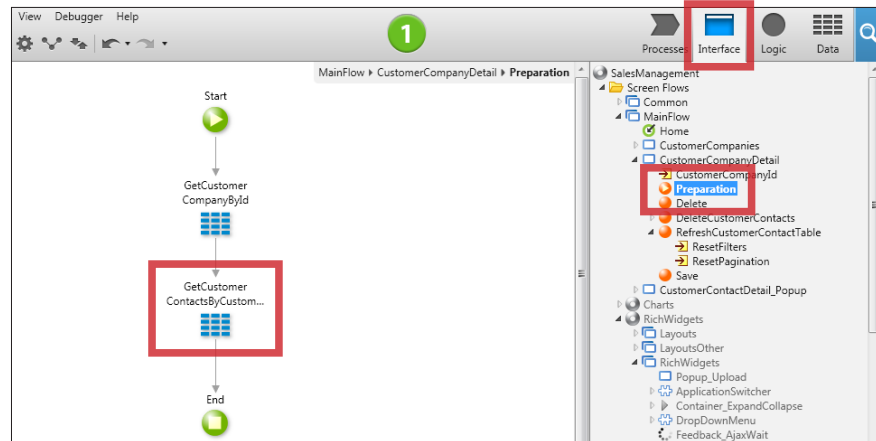 View Debugger Help
1
Processes Interface Logic Data
MainFlow CustomerCompanyDetail Preparation
Start
GetCustomer
CompanyById
GetCustomer
ContactsByCustom...
End
SalesManagement
Screen Flows
Common
MainFlow
Home
CustomerCompanies
CustomerCompanyDetail
CustomerCompanyId
Preparation
Delete
DeleteCustomerContacts
RefreshCustomerContactTable
ResetFilters
ResetPagination
Save
CustomerContactDetail_Popup
Charts
RichWidgets
Layouts
LayoutsOther
RichWidgets
Popup_Upload
ApplicationSwitcher
Container_ExpandCollapse
DropDownMenu
Feedback_AjaxWait